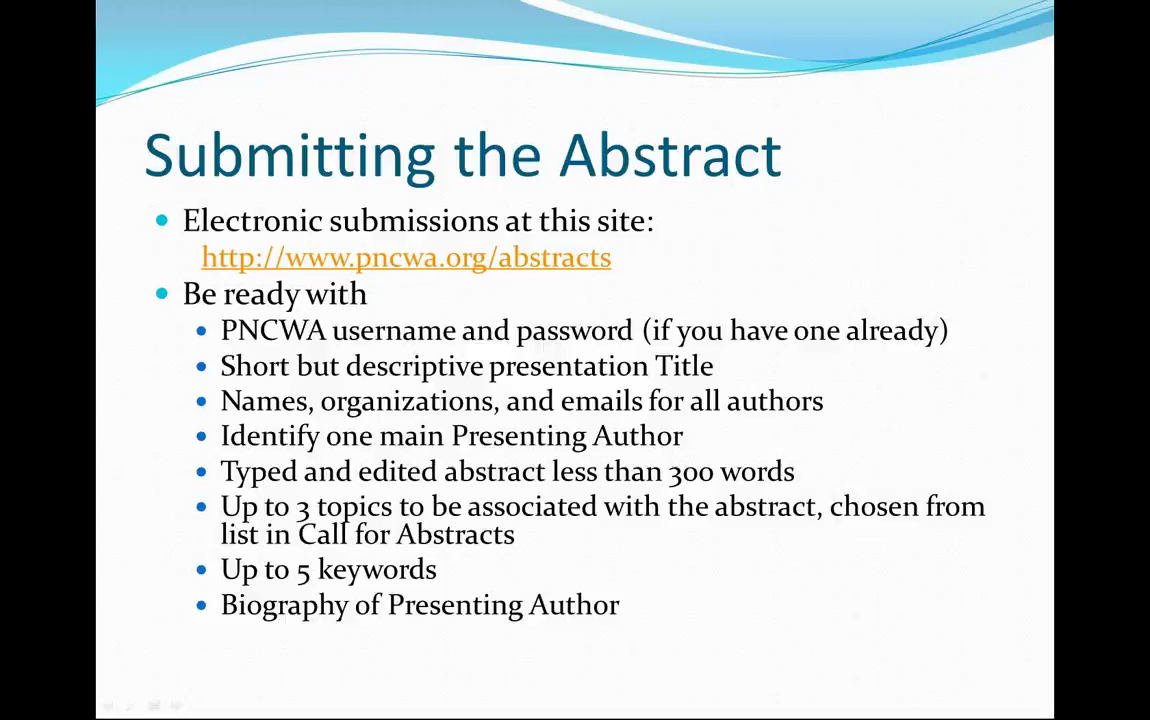 Submitting the Abstract
• Electronic submissions at this site:
http://www.pncwa.org/abstracts
• Be ready with
• PNCWA username and password (if you have one already)
• Short but descriptive presentation Title
• Names, organizations, and emails for all authors
• Identify one main Presenting Author
• Typed and edited abstract less than 300 words
• Up to 3 topics to be associated with the abstract, chosen from
list in Call for Abstracts
• Up to 5 keywords
• Biography of Presenting Author